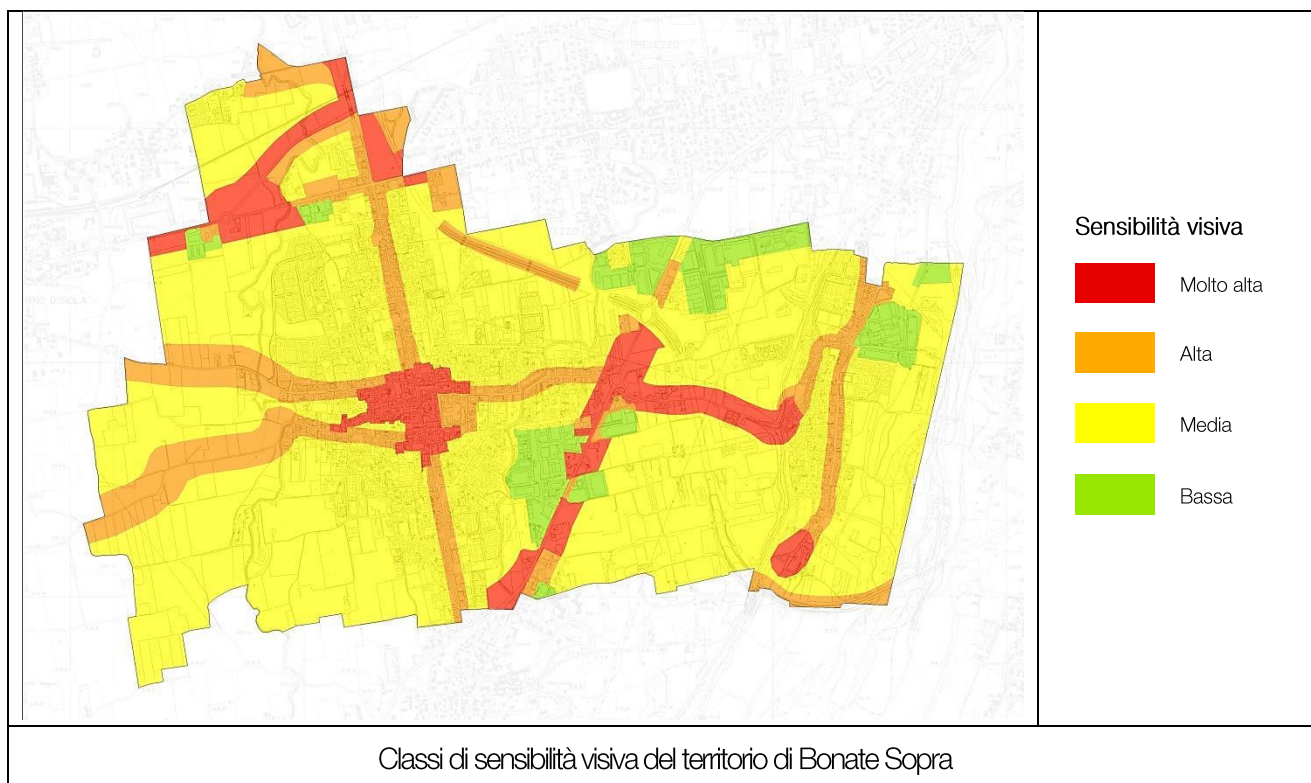 Sensibilità visiva
Molto alta
Alta
Media
Bassa
Classi di sensibilità visiva del territorio di Bonate Sopra